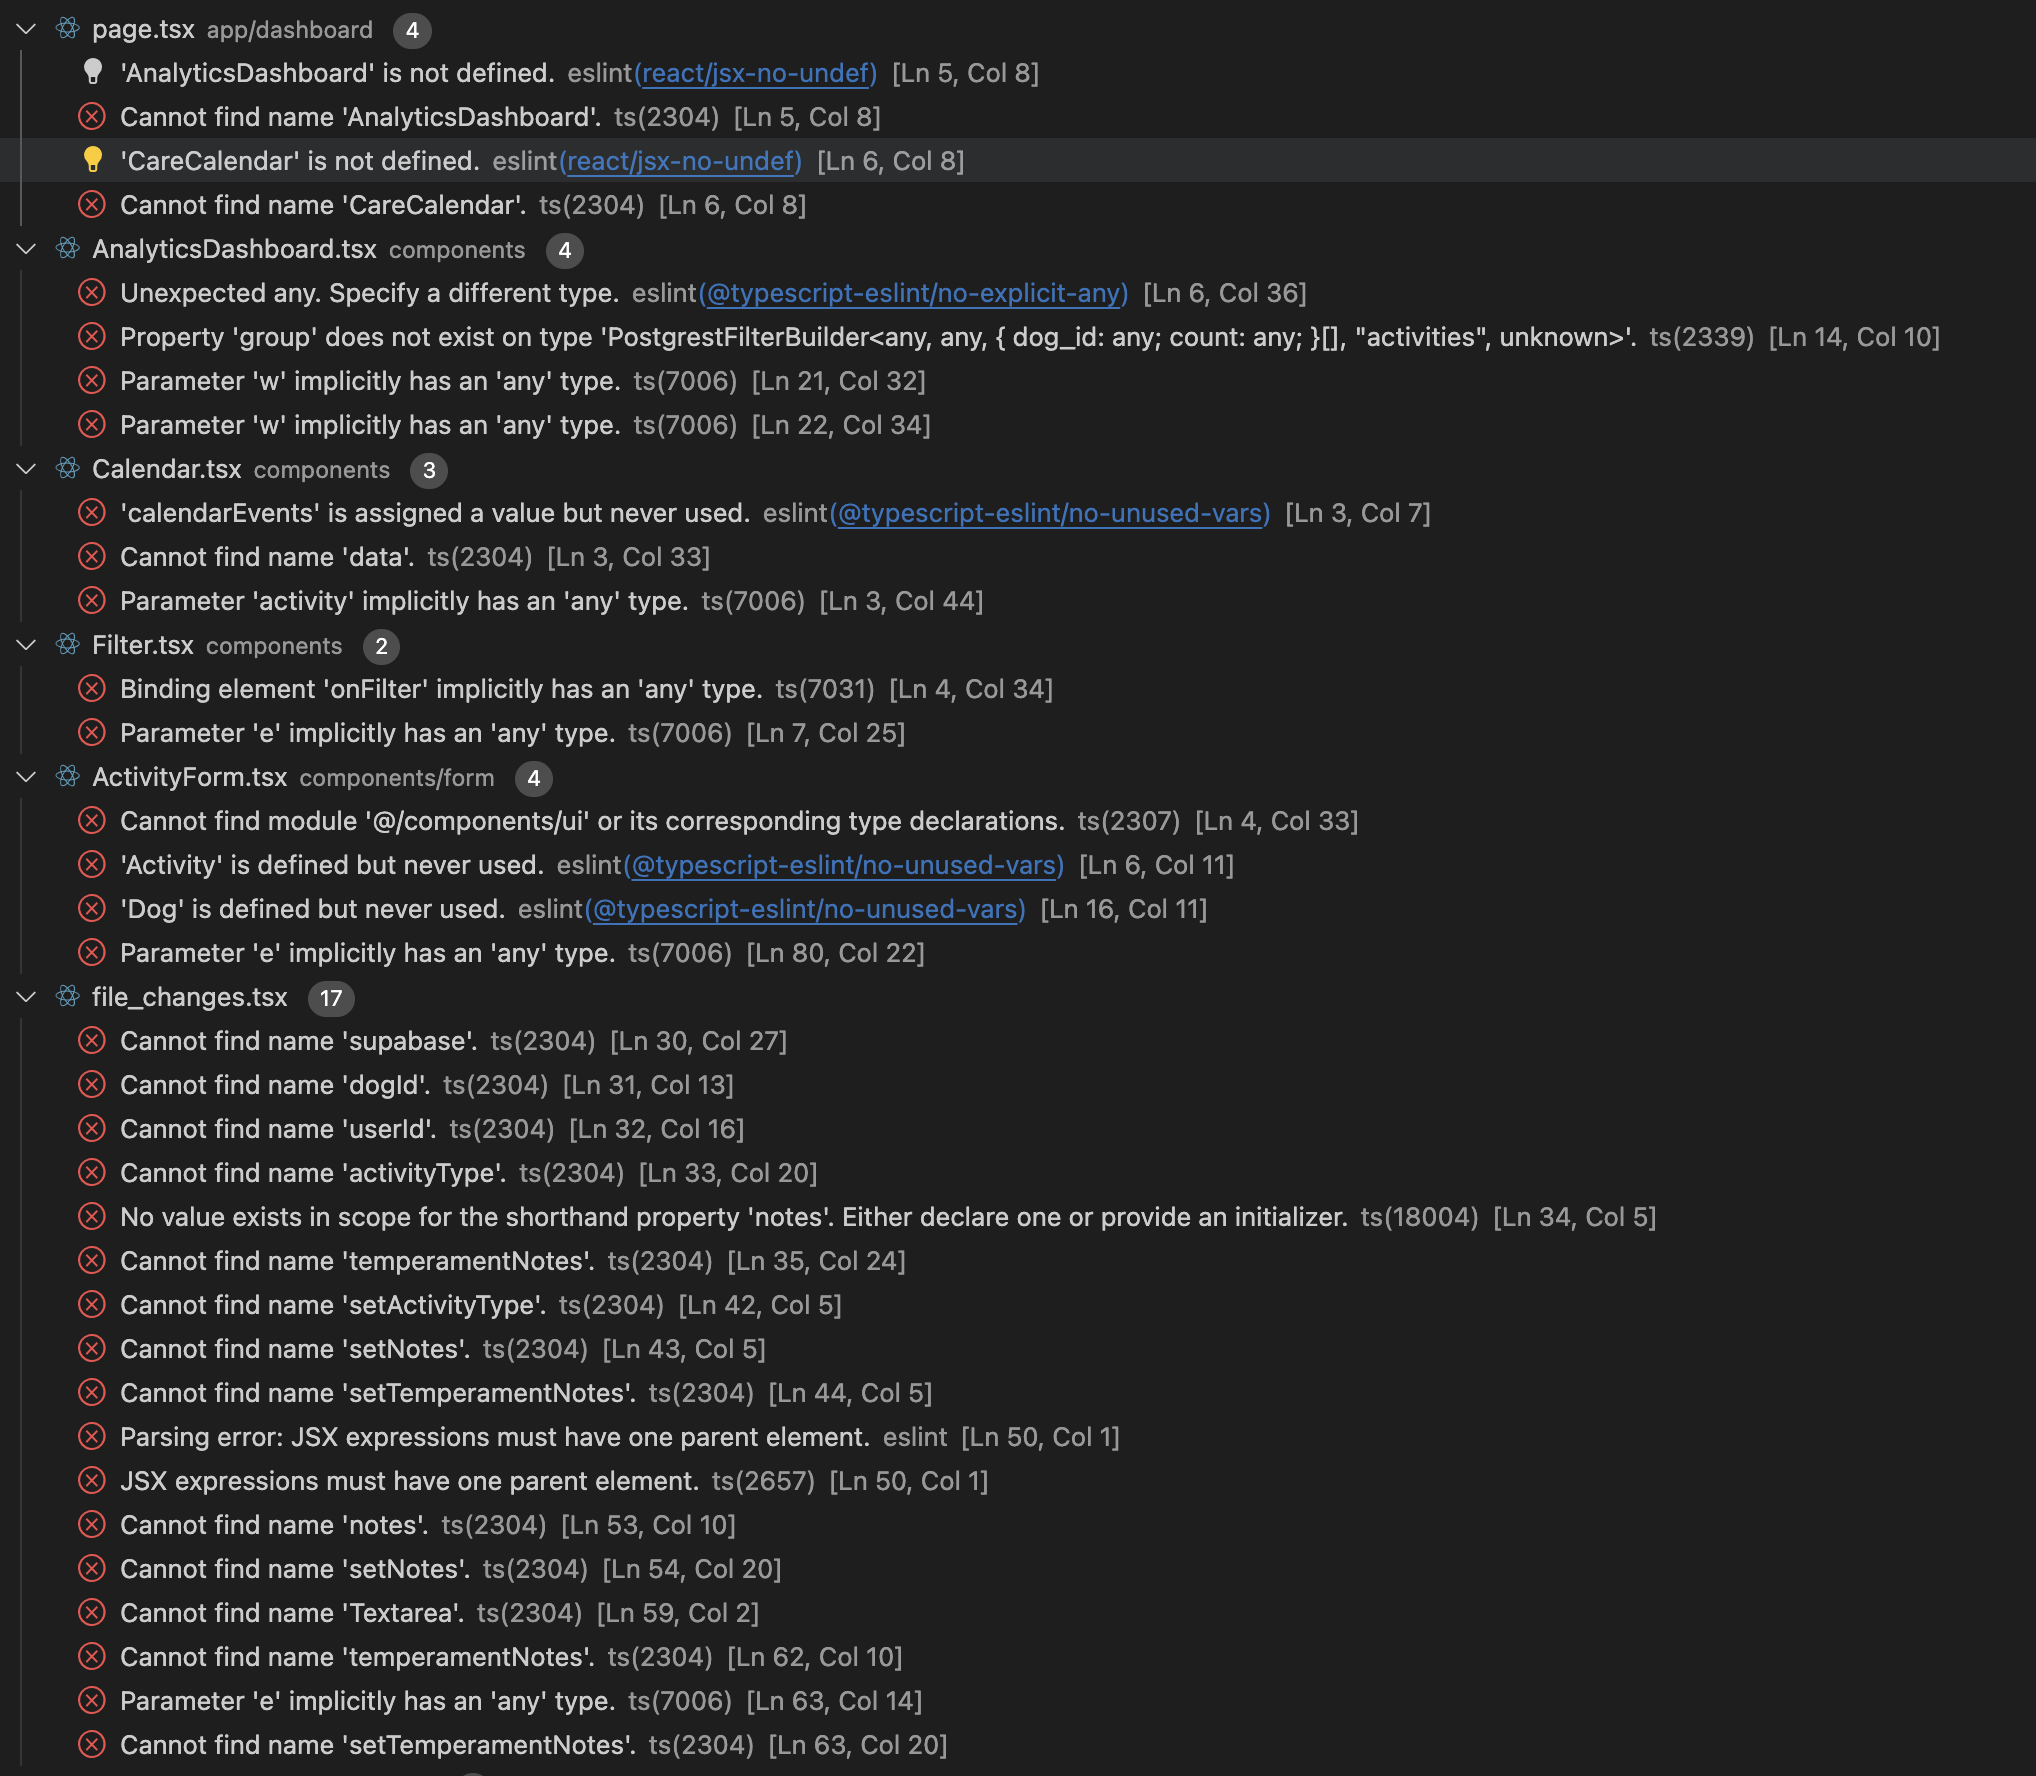 page.tsx app/dashboard 4
'AnalyticsDashboard' is not defined. eslint(react/jsx-no-undef) [Ln 5, Col 8]
Cannot find name 'AnalyticsDashboard'. ts(2304) [Ln 5, Col 8]
'CareCalendar' is not defined. eslint(react/jsx-no-undef) [Ln 6, Col 8]
Cannot find name 'CareCalendar'. ts(2304) [Ln 6, Col 8]
AnalyticsDashboard.tsx components 4
Unexpected any. Specify a different type. eslint(@typescript-eslint/no-explicit-any) [Ln 6, Col 36]
Property 'group' does not exist on type 'PostgrestFilterBuilder<any, any, { dog_id: any; count: any; }[], "activities", unknown>'. ts(2339) [Ln 14, Col 10]
Parameter 'w' implicitly has an 'any' type. ts(7006) [Ln 21, Col 32]
Parameter 'w' implicitly has an 'any' type. ts(7006) [Ln 22, Col 34]
Calendar.tsx components 3
'calendarEvents' is assigned a value but never used. eslint(@typescript-eslint/no-unused-vars) [Ln 3, Col 7]
Cannot find name 'data'. ts(2304) [Ln 3, Col 33]
Parameter 'activity' implicitly has an 'any' type. ts(7006) [Ln 3, Col 44]
Filter.tsx components 2
Binding element 'onFilter' implicitly has an 'any' type. ts(7031) [Ln 4, Col 34]
Parameter 'e' implicitly has an 'any' type. ts(7006) [Ln 7, Col 25]
ActivityForm.tsx components/form 4
Cannot find module '@/components/ui' or its corresponding type declarations. ts(2307) [Ln 4, Col 33]
'Activity' is defined but never used. eslint(@typescript-eslint/no-unused-vars) [Ln 6, Col 11]
'Dog' is defined but never used. eslint(@typescript-eslint/no-unused-vars) [Ln 16, Col 11]
Parameter 'e' implicitly has an 'any' type. ts(7006) [Ln 80, Col 22]
file_changes.tsx 17
Cannot find name 'supabase'. ts(2304) [Ln 30, Col 27]
Cannot find name 'dogId'. ts(2304) [Ln 31, Col 13]
Cannot find name 'userId'. ts(2304) [Ln 32, Col 16]
Cannot find name 'activityType'. ts(2304) [Ln 33, Col 20]
No value exists in scope for the shorthand property 'notes'. Either declare one or provide an initializer. ts(18004) [Ln 34, Col 5]
Cannot find name 'temperamentNotes'. ts(2304) [Ln 35, Col 24]
Cannot find name 'setActivityType'. ts(2304) [Ln 42, Col 5]
Cannot find name 'setNotes'. ts(2304) [Ln 43, Col 5]
Cannot find name 'setTemperamentNotes'. ts(2304) [Ln 44, Col 5]
Parsing error: JSX expressions must have one parent element. eslint [Ln 50, Col 1]
JSX expressions must have one parent element. ts(2657) [Ln 50, Col 1]
Cannot find name 'notes'. ts(2304) [Ln 53, Col 10]
Cannot find name 'setNotes'. ts(2304) [Ln 54, Col 20]
Cannot find name 'Textarea'. ts(2304) [Ln 59, Col 2]
Cannot find name 'temperamentNotes'. ts(2304) [Ln 62, Col 10]
Parameter 'e' implicitly has an 'any' type. ts(7006) [Ln 63, Col 14]
Cannot find name 'setTemperamentNotes'. ts(2304) [Ln 63, Col 20]